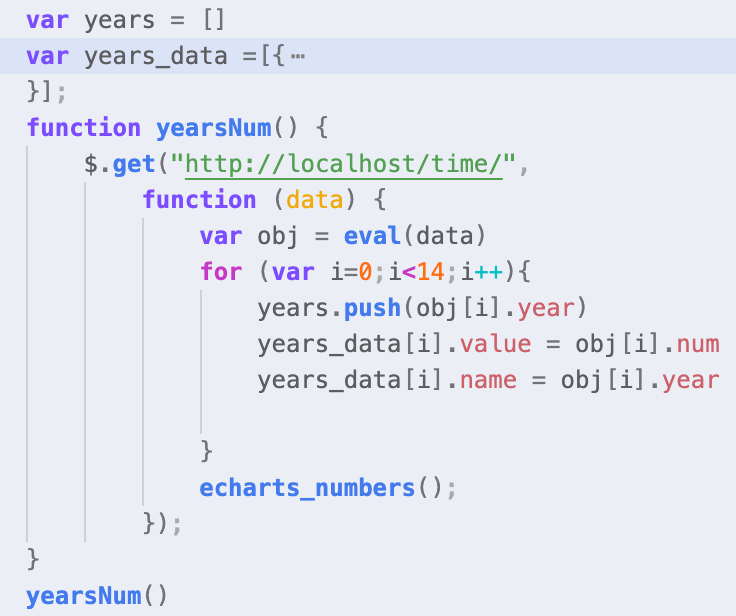 var years = []
var years_data =[{⋯
}];
function yearsNum() {
    $.get("http://localhost/time/",
        function (data) {
            var obj = eval(data)
            for (var i=0;i<14;i++){
                years.push(obj[i].year)
                years_data[i].value = obj[i].num
                years_data[i].name = obj[i].year
            }
            echarts_numbers();
        });
}
yearsNum()